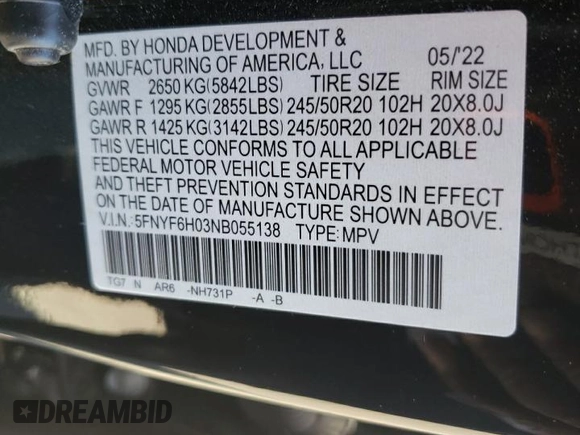 MFD. BY HONDA DEVELOPMENT &
MANUFACTURING OF AMERICA, LLC 05/'22
GVWR 2650 KG(5842LBS) TIRE SIZE RIM SIZE
GAWR F 1295 KG(2855LBS) 245/50R20 102H 20X8.0J
GAWR R 1425 KG(3142LBS) 245/50R20 102H 20X8.0J
THIS VEHICLE CONFORMS TO ALL APPLICABLE
FEDERAL MOTOR VEHICLE SAFETY
AND THEFT PREVENTION STANDARDS IN EFFECT
ON THE DATE OF MANUFACTURE SHOWN ABOVE.
V.I.N.:5FNYF6H03NB055138 TYPE:MPV
TG7 N AR6 -NH731P -A -B
DREAMBID